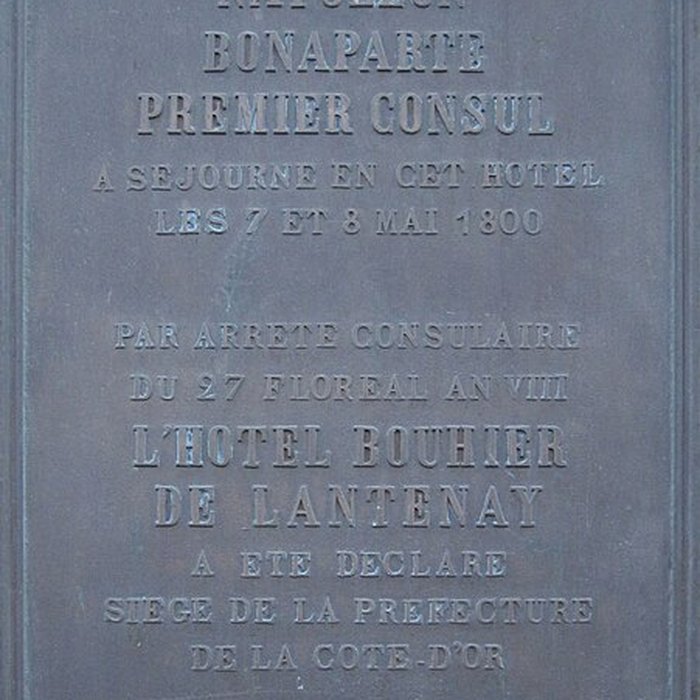 NAPOLEON
BONAPARTE
PREMIER CONSUL
A SEJOURNE EN CET HOTEL
LES 7 ET 8 MAI 1800
PAR ARRETE CONSULAIRE
DU 27 FLOREAL AN VIII
L'HOTEL BOUHIER
DE LANTENAY
A ETE DECLARE
SIEGE DE LA PREFECTURE
DE LA COTE-D'OR